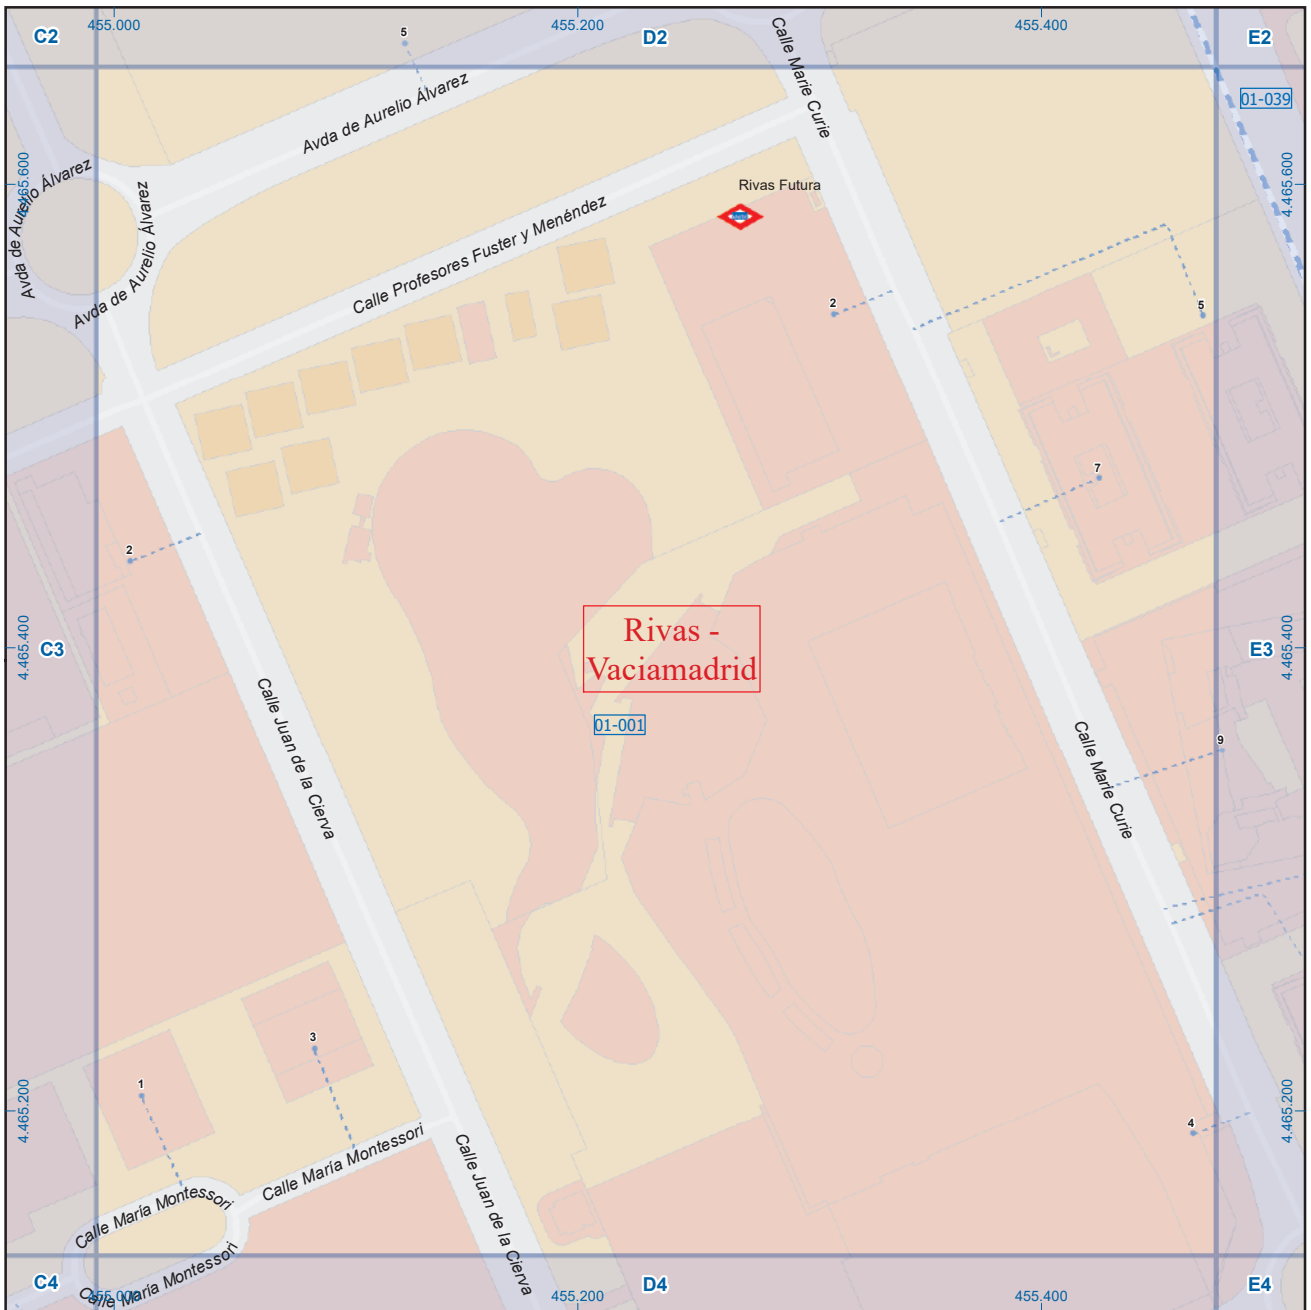 455.000
455.200
455.400
C2
5
D2
E2
Calle Marie Curie
01-039
Avda de Aurelio Álvarez
Avda de Aurelio Álvarez
Avda de Aurelio Álvarez
4.465.600
4.465.600
Rivas Futura
Calle Profesores Fuster y Menéndez
2
5
7
2
Rivas -
Vaciamadrid
4.465.400
4.465.400
C3
E3
01-001
Calle Juan de la Cierva
Calle Marie Curie
9
3
1
4.465.200
4.465.200
4
Calle María Montessori
Calle María Montessori
Calle Juan de la Cierva
Calle María Montessori
C4
D4
E4
455.000
455.200
455.400